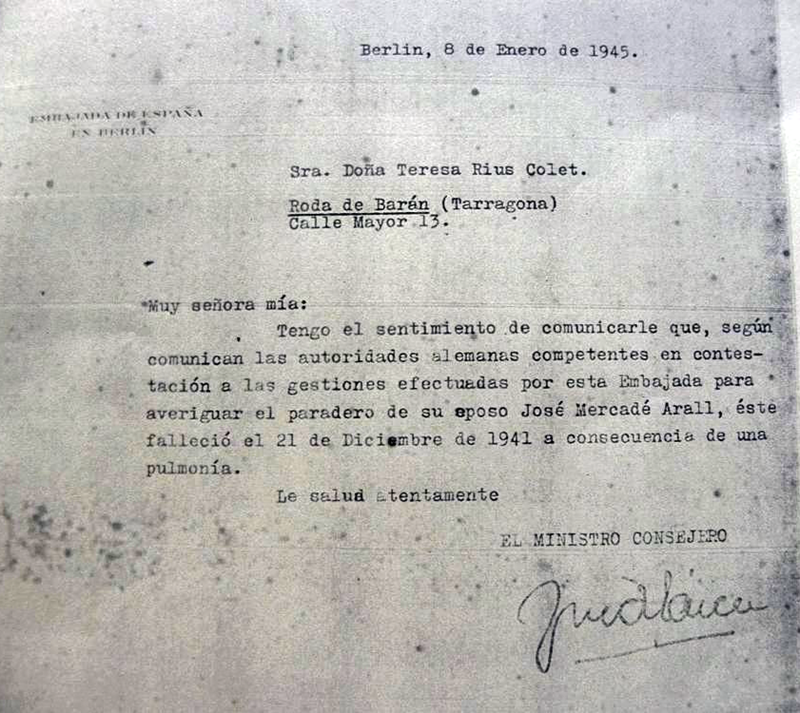 Berlin, 8 de Enero de 1945.
EMBAJADA DE ESPAÑA
EN BERLIN
Sra. Doña Teresa Rius Colet.
Roda de Barán (Tarragona)
Calle Mayor 13.
Muy señora mía:
Tengo el sentimiento de comunicarle que, según
comunican las autoridades alemanas competentes en contes-
tación a las gestiones efectuadas por esta Embajada para
averiguar el paradero de su eposo José Mercadé Arall, éste
falleció el 21 de Diciembre de 1941 a consecuencia de una
pulmonía.
Le salud atentamente
EL MINISTRO CONSEJERO